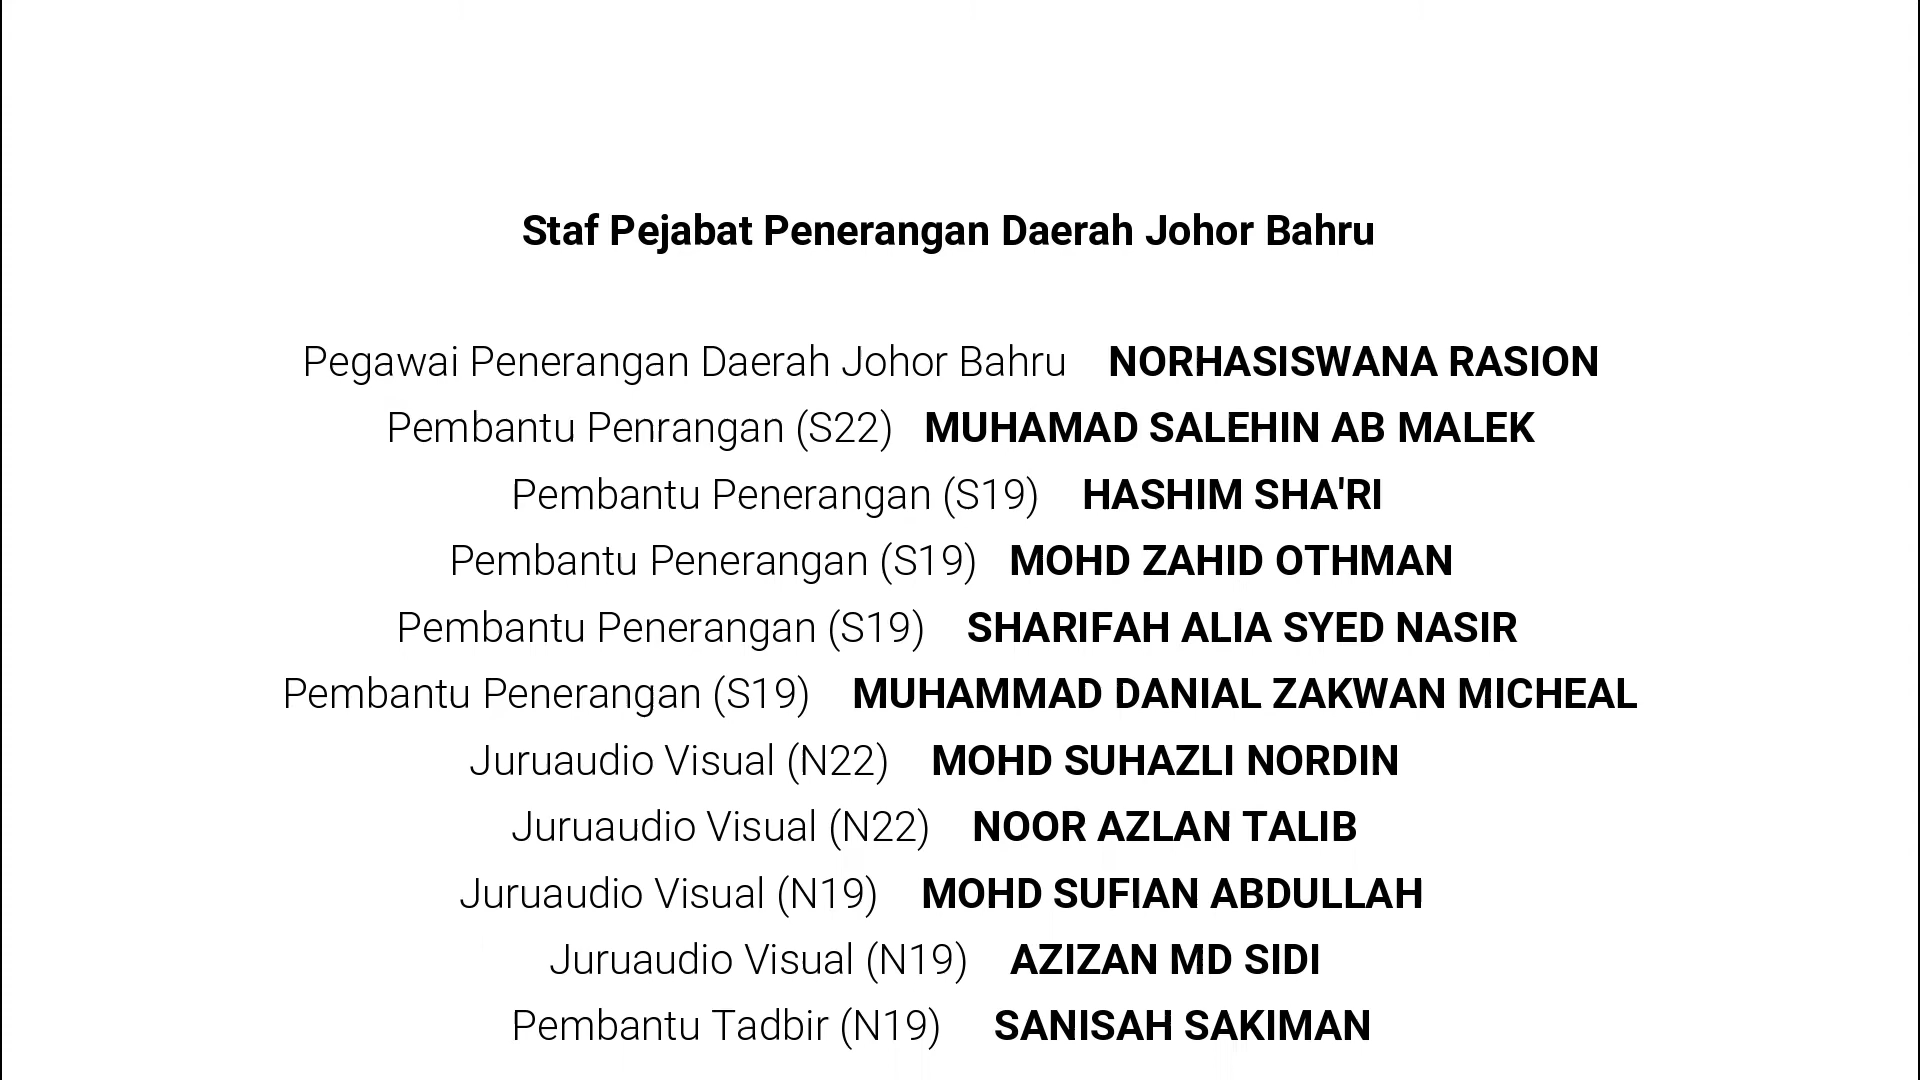 Staf Pejabat Penerangan Daerah Johor Bahru
Pegawai Penerangan Daerah Johor Bahru NORHASISWANA RASION
Pembantu Penrangan (S22) MUHAMAD SALEHIN AB MALEK
Pembantu Penerangan (S19) HASHIM SHA'RI
Pembantu Penerangan (S19) MOHD ZAHID OTHMAN
Pembantu Penerangan (S19) SHARIFAH ALIA SYED NASIR
Pembantu Penerangan (S19) MUHAMMAD DANIAL ZAKWAN MICHEAL
Juruaudio Visual (N22) MOHD SUHAZLI NORDIN
Juruaudio Visual (N22) NOOR AZLAN TALIB
Juruaudio Visual (N19) MOHD SUFIAN ABDULLAH
Juruaudio Visual (N19) AZIZAN MD SIDI
Pembantu Tadbir (N19) SANISAH SAKIMAN